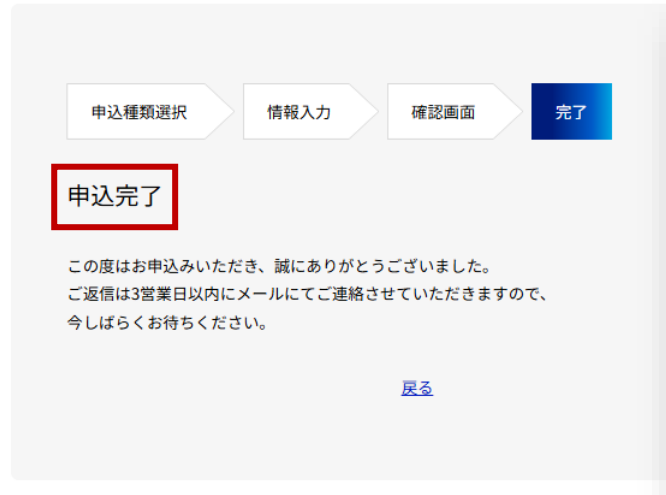 申込種類選択
情報入力
確認画面
完了
申込完了
この度はお申込みいただき、誠にありがとうございました。
ご返信は3営業日以内にメールにてご連絡させていただきますので、
今しばらくお待ちください。
戻る